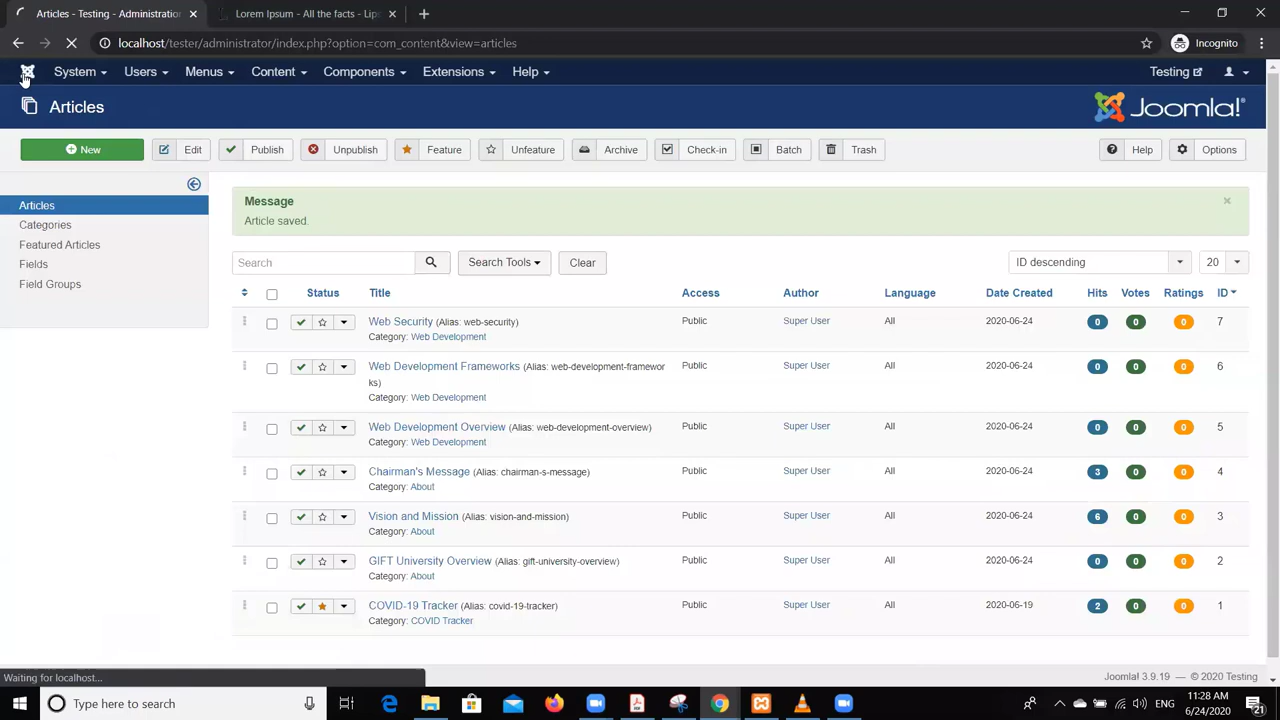 Articles - Testing - Administration
Lorem Ipsum - All the facts - Lip
localhost/tester/administrator/index.php?option=com_content&view=articles
Incognito
System Users Menus Content Components Extensions Help Testing
Articles
Joomla!®
New Edit Publish Unpublish Feature Unfeature Archive Check-in Batch Trash Help Options
Articles
Categories
Featured Articles
Fields
Field Groups
Message
Article saved.
×
Search Search Tools Clear ID descending 20
Status Title Access Author Language Date Created Hits Votes Ratings ID
Web Security (Alias: web-security) Public Super User All 2020-06-24 0 0 0 7
Category: Web Development
Web Development Frameworks (Alias: web-development-framewor Public Super User All 2020-06-24 0 0 0 6
ks)
Category: Web Development
Web Development Overview (Alias: web-development-overview) Public Super User All 2020-06-24 0 0 0 5
Category: Web Development
Chairman's Message (Alias: chairman-s-message) Public Super User All 2020-06-24 3 0 0 4
Category: About
Vision and Mission (Alias: vision-and-mission) Public Super User All 2020-06-24 6 0 0 3
Category: About
GIFT University Overview (Alias: gift-university-overview) Public Super User All 2020-06-24 0 0 0 2
Category: About
COVID-19 Tracker (Alias: covid-19-tracker) Public Super User All 2020-06-19 2 0 0 1
Category: COVID Tracker
Waiting for localhost...
Joomla! 3.9.19 — © 2020 Testing
Type here to search
ENG
11:28 AM
6/24/2020
21